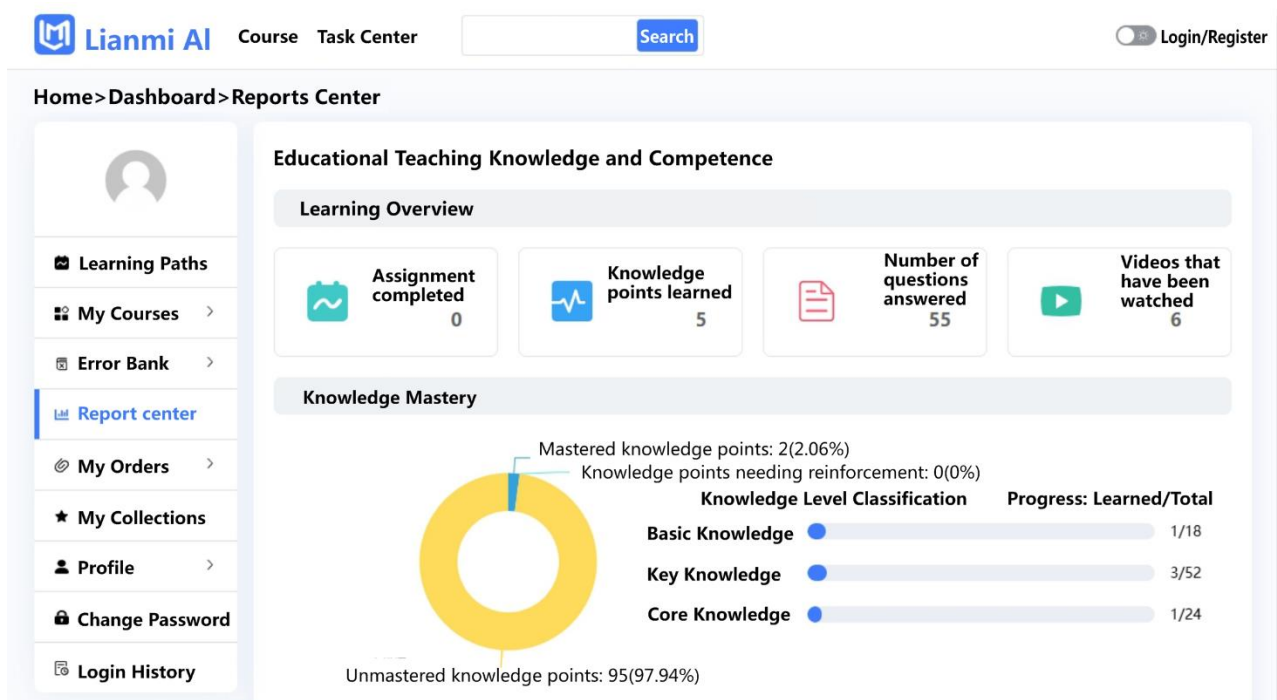 Lianmi AI Course Task Center Search Login/Register
Home>Dashboard>Reports Center
Learning Paths
My Courses
Error Bank
Report center
My Orders
My Collections
Profile
Change Password
Login History
Educational Teaching Knowledge and Competence
Learning Overview
Assignment
completed
0
Knowledge
points learned
5
Number of
questions
answered
55
Videos that
have been
watched
6
Knowledge Mastery
Mastered knowledge points: 2(2.06%)
Knowledge points needing reinforcement: 0(0%)
Unmastered knowledge points: 95(97.94%)
Knowledge Level Classification Progress: Learned/Total
Basic Knowledge 1/18
Key Knowledge 3/52
Core Knowledge 1/24